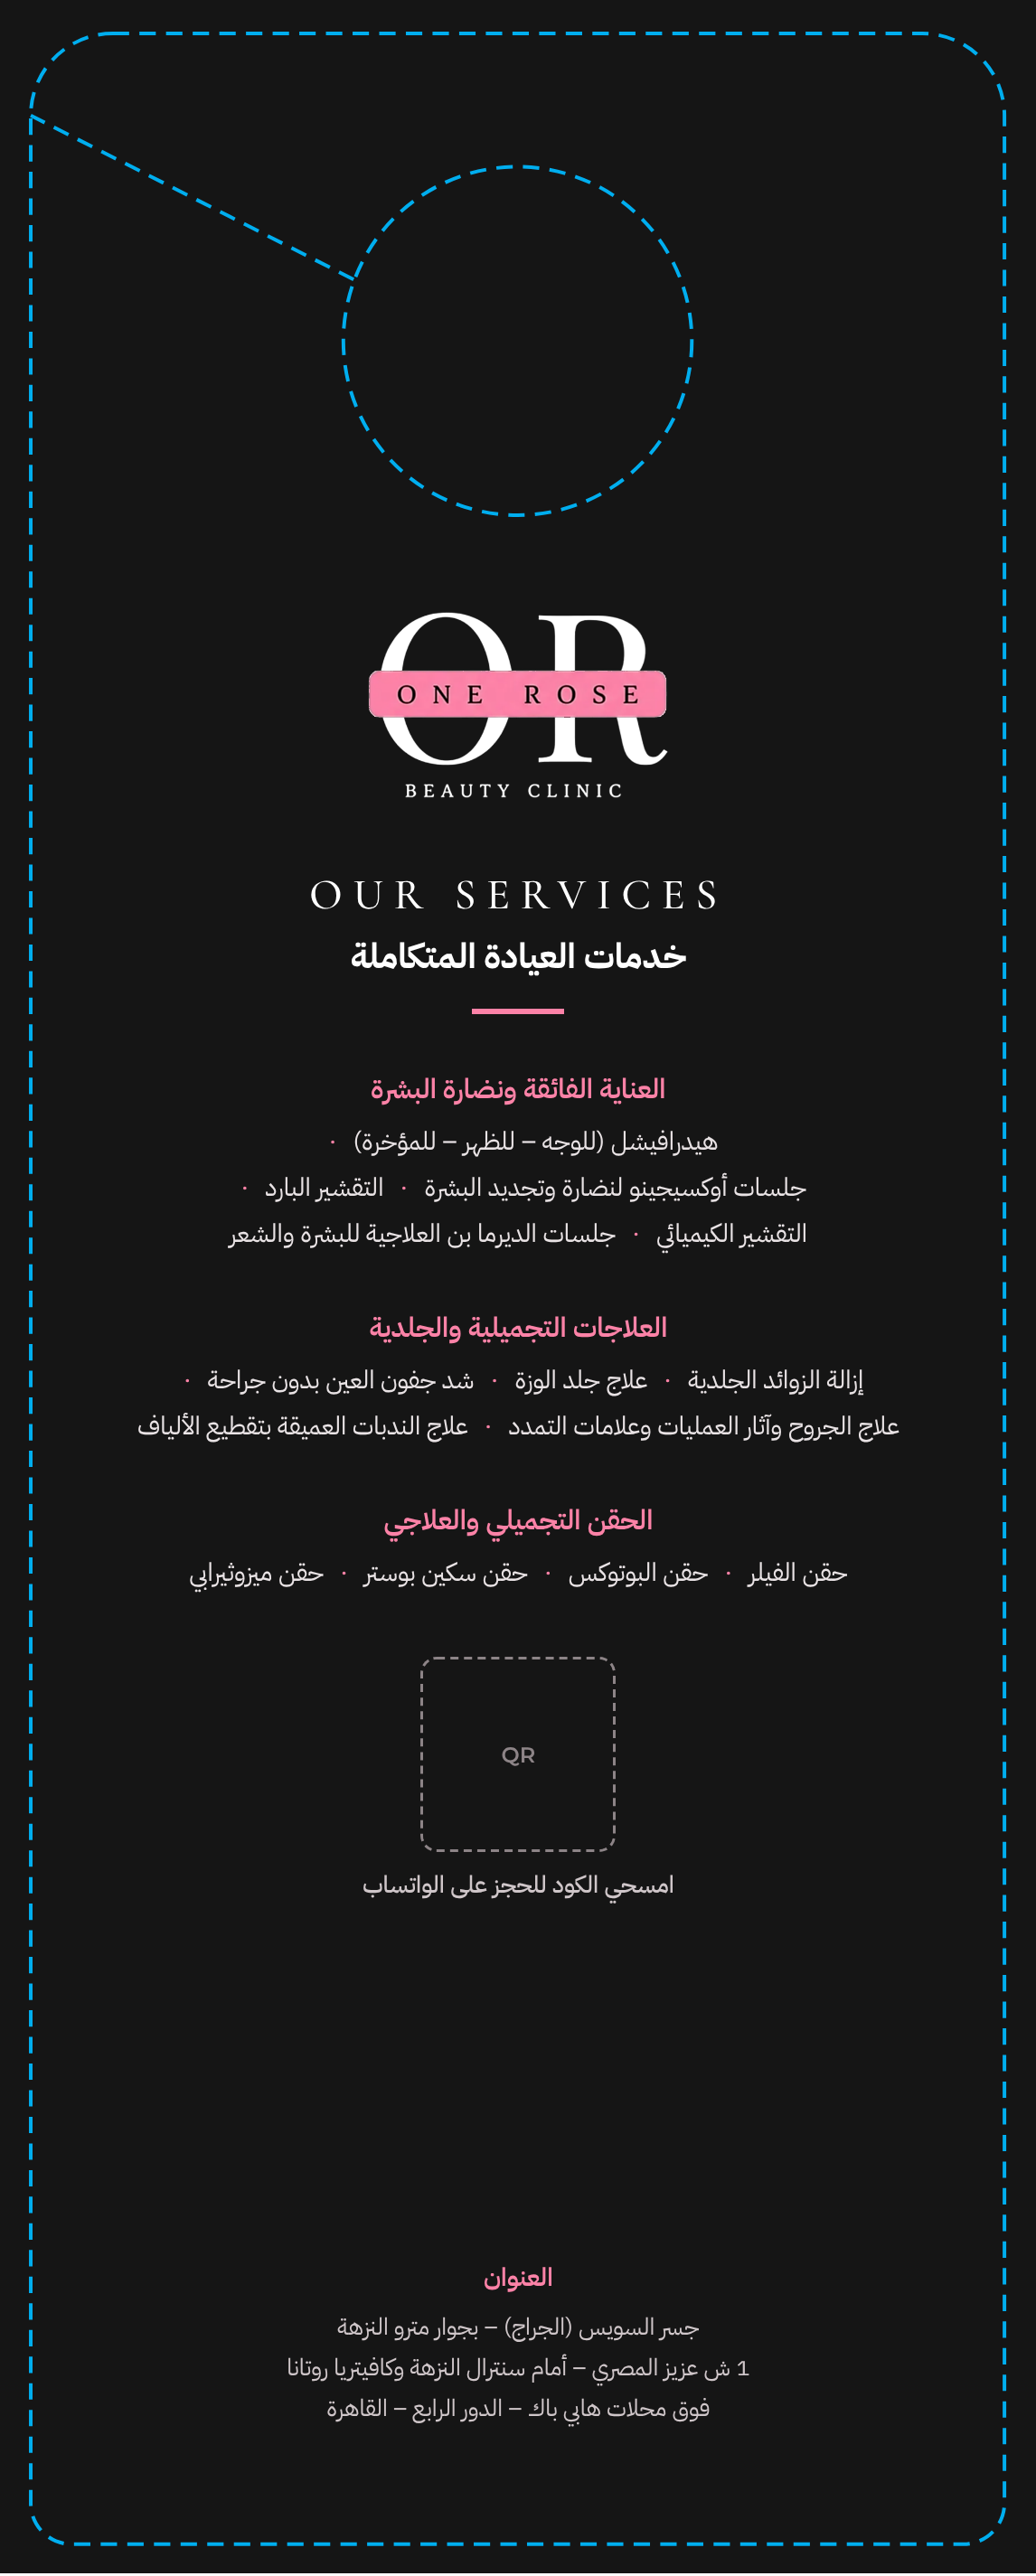 OR
ONE ROSE
BEAUTY CLINIC
OUR SERVICES
خدمات العيادة المتكاملة
العناية الفائقة ونضارة البشرة
هيدرافيشل (للوجه – للظهر – للمؤخرة) ·
جلسات أوكسيجينو لنضارة وتجديد البشرة · التقشير البارد ·
التقشير الكيميائي · جلسات الديرما بن العلاجية للبشرة والشعر
العلاجات التجميلية والجلدية
إزالة الزوائد الجلدية · علاج جلد الوزة · شد جفون العين بدون جراحة ·
علاج الجروح وآثار العمليات وعلامات التمدد · علاج الندبات العميقة بتقطيع الألياف
الحقن التجميلي والعلاجي
حقن الفيلر · حقن البوتوكس · حقن سكين بوستر · حقن ميزوثيرابي
QR
امسحي الكود للحجز على الواتساب
العنوان
جسر السويس (الجراج) – بجوار مترو النزهة
1 ش عزيز المصري – أمام سنترال النزهة وكافيتريا روتانا
فوق محلات هابي باك – الدور الرابع – القاهرة